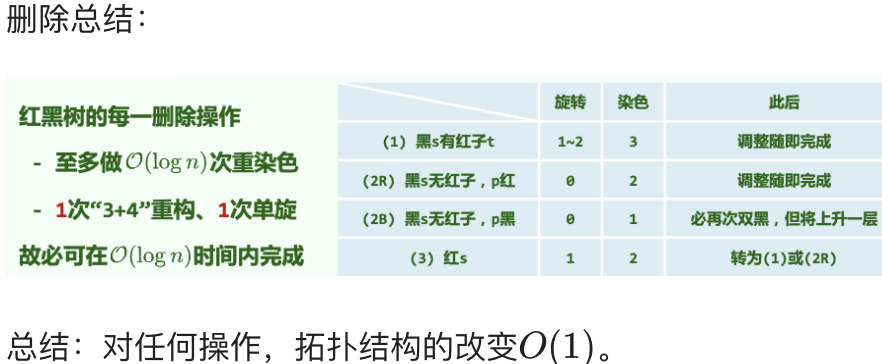 删除总结：
红黑树的每一删除操作
- 至多做O(log n)次重染色
- 1次“3+4”重构、1次单旋
故必可在O(log n)时间内完成
旋转 染色 此后
(1) 黑s有红子t 1~2 3 调整随即完成
(2R) 黑s无红子，p红 0 2 调整随即完成
(2B) 黑s无红子，p黑 0 1 必再次双黑，但将上升一层
(3) 红s 1 2 转为(1)或(2R)
总结：对任何操作，拓扑结构的改变O(1)。